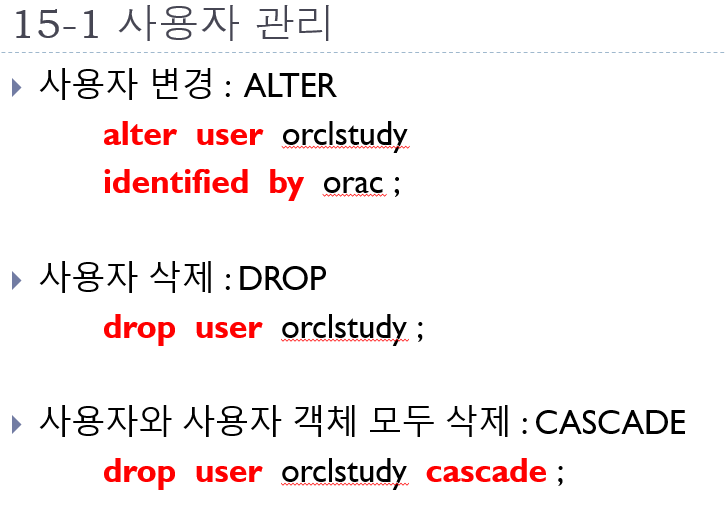 15-1 사용자 관리
사용자 변경 : ALTER
alter user orclstudy
identified by orac ;
사용자 삭제 : DROP
drop user orclstudy ;
사용자와 사용자 객체 모두 삭제 : CASCADE
drop user orclstudy cascade ;